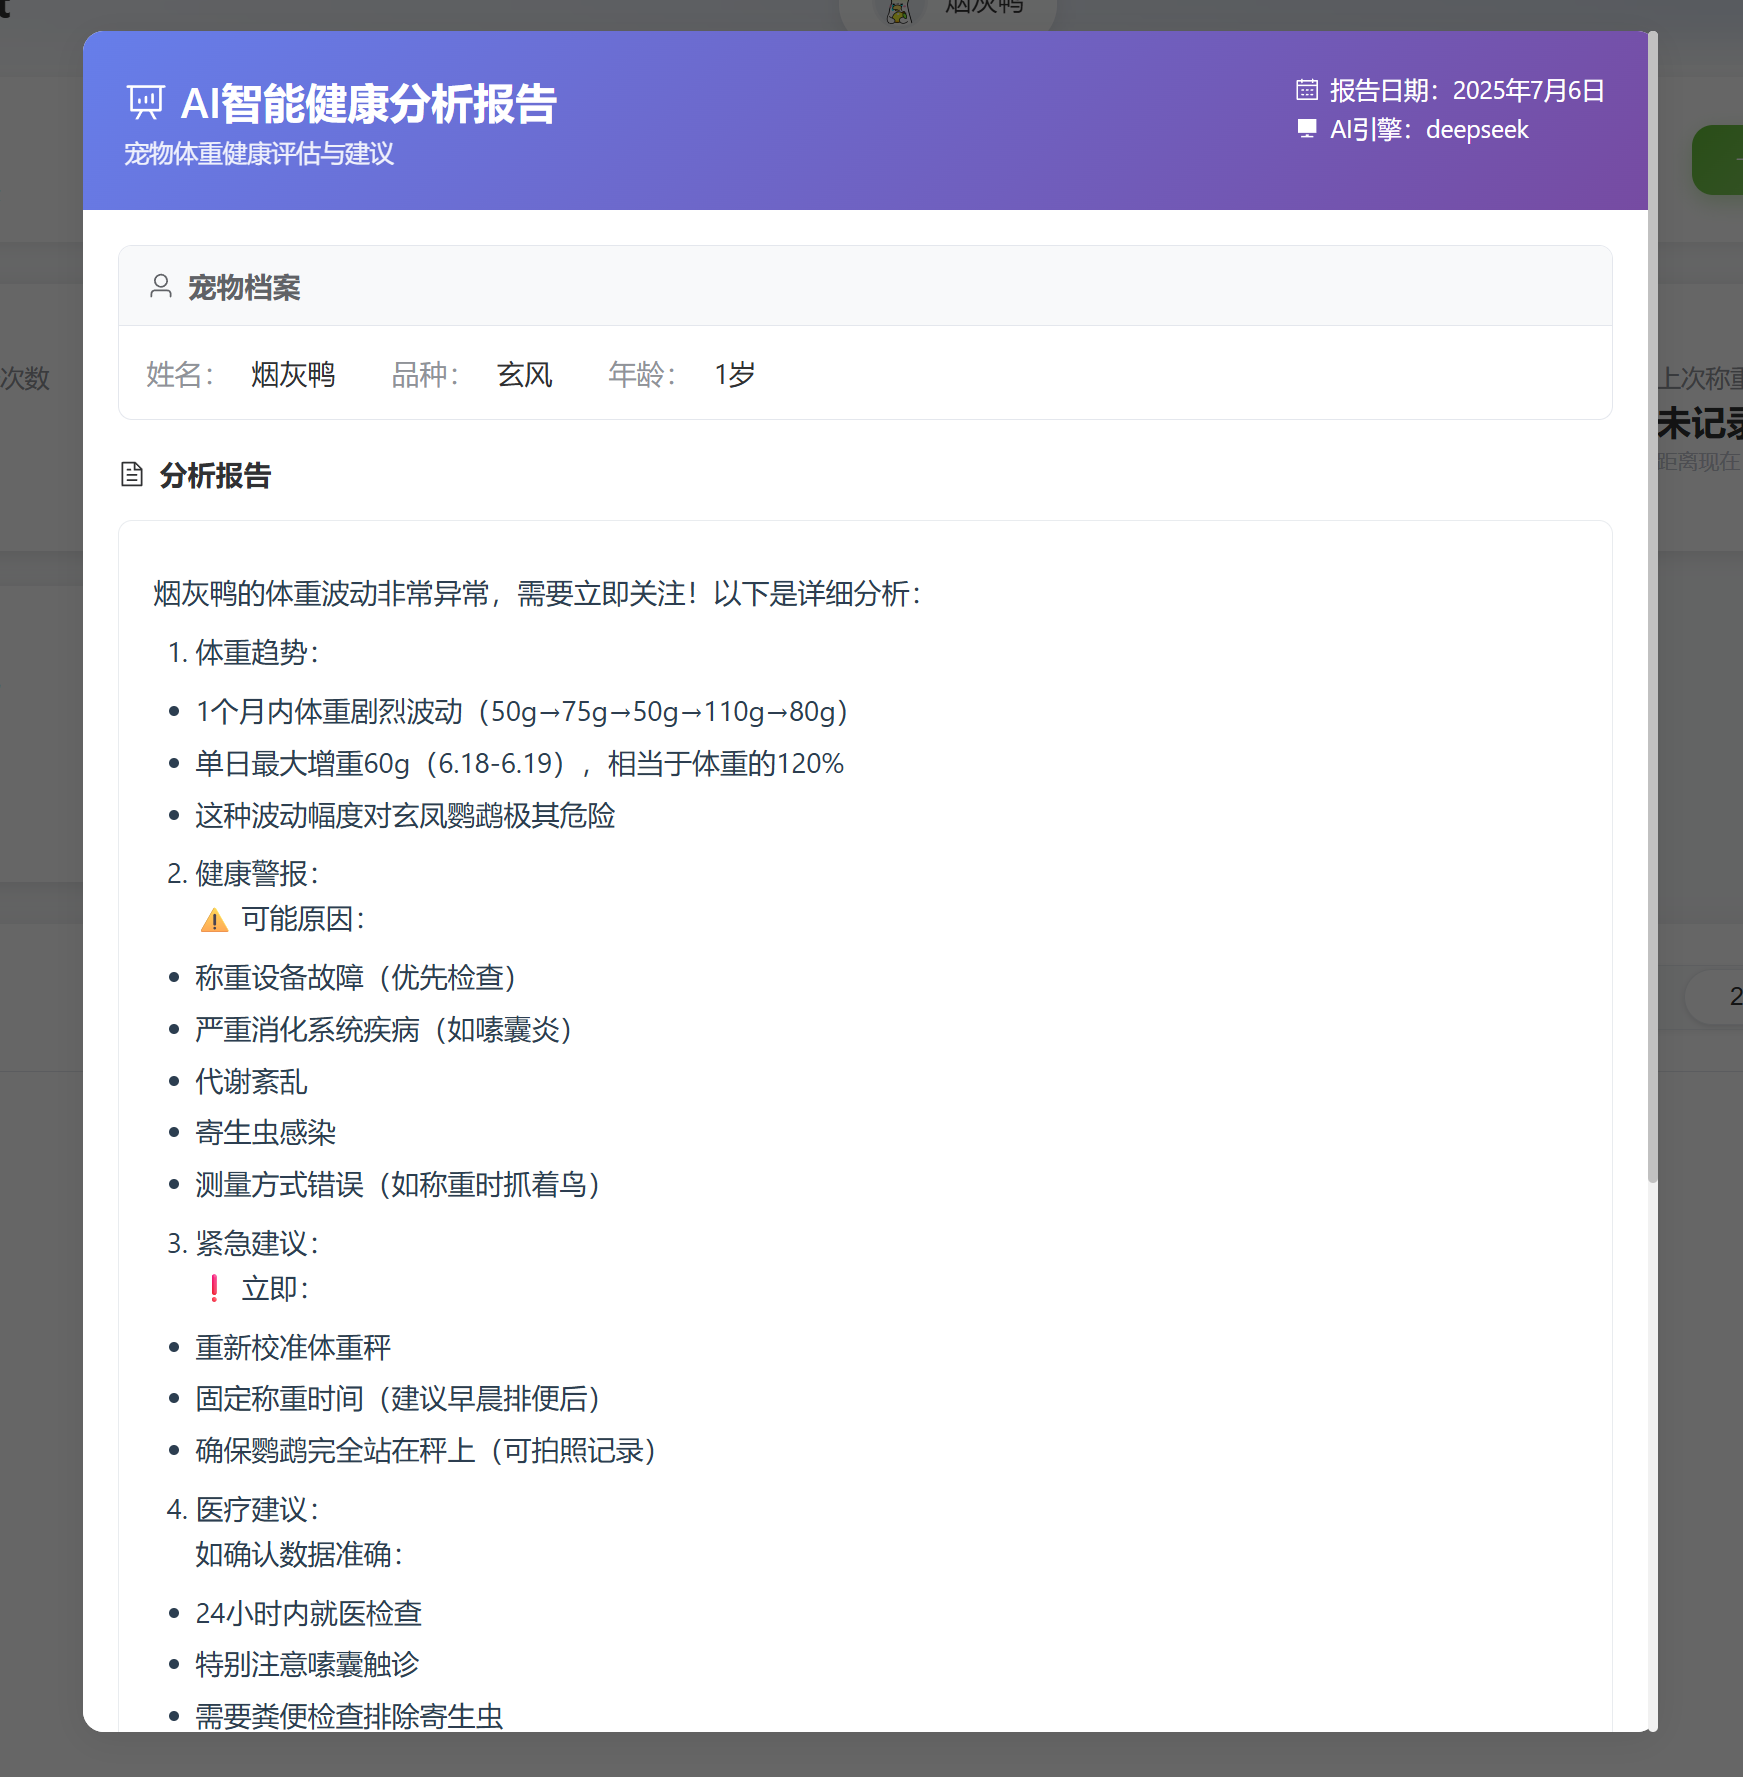 烟灰鸭
AI智能健康分析报告
宠物体重健康评估与建议
报告日期：2025年7月6日
AI引擎：deepseek
宠物档案
姓名： 烟灰鸭 品种： 玄风 年龄： 1岁
次数
上次称重
未记录
距离现在
分析报告
烟灰鸭的体重波动非常异常，需要立即关注！以下是详细分析：
1. 体重趋势：
• 1个月内体重剧烈波动（50g→75g→50g→110g→80g）
• 单日最大增重60g（6.18-6.19），相当于体重的120%
• 这种波动幅度对玄凤鹦鹉极其危险
2. 健康警报：
⚠️ 可能原因：
• 称重设备故障（优先检查）
• 严重消化系统疾病（如嗉囊炎）
2
• 代谢紊乱
• 寄生虫感染
• 测量方式错误（如称重时抓着鸟）
3. 紧急建议：
❗ 立即：
• 重新校准体重秤
• 固定称重时间（建议早晨排便后）
• 确保鹦鹉完全站在秤上（可拍照记录）
4. 医疗建议：
如确认数据准确：
• 24小时内就医检查
• 特别注意嗉囊触诊
• 需要粪便检查排除寄生虫